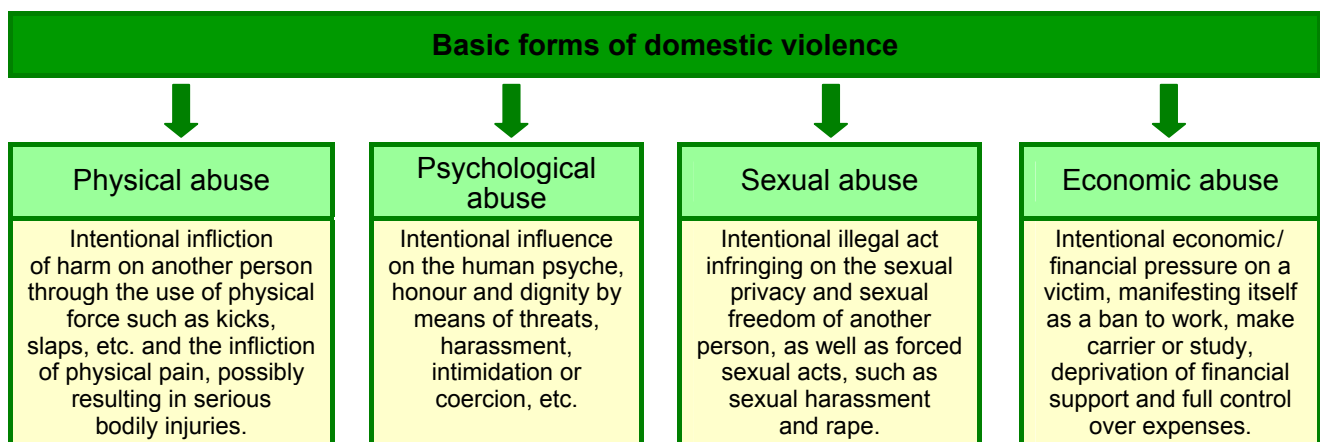 Basic forms of domestic violence
Physical abuse
Intentional infliction
of harm on another person
through the use of physical
force such as kicks,
slaps, etc. and the infliction
of physical pain, possibly
resulting in serious
bodily injuries.
Psychological
abuse
Intentional influence
on the human psyche,
honour and dignity by
means of threats,
harassment,
intimidation or
coercion, etc.
Sexual abuse
Intentional illegal act
infringing on the sexual
privacy and sexual
freedom of another
person, as well as forced
sexual acts, such as
sexual harassment
and rape.
Economic abuse
Intentional economic/
financial pressure on a
victim, manifesting itself
as a ban to work, make
carrier or study,
deprivation of financial
support and full control
over expenses.